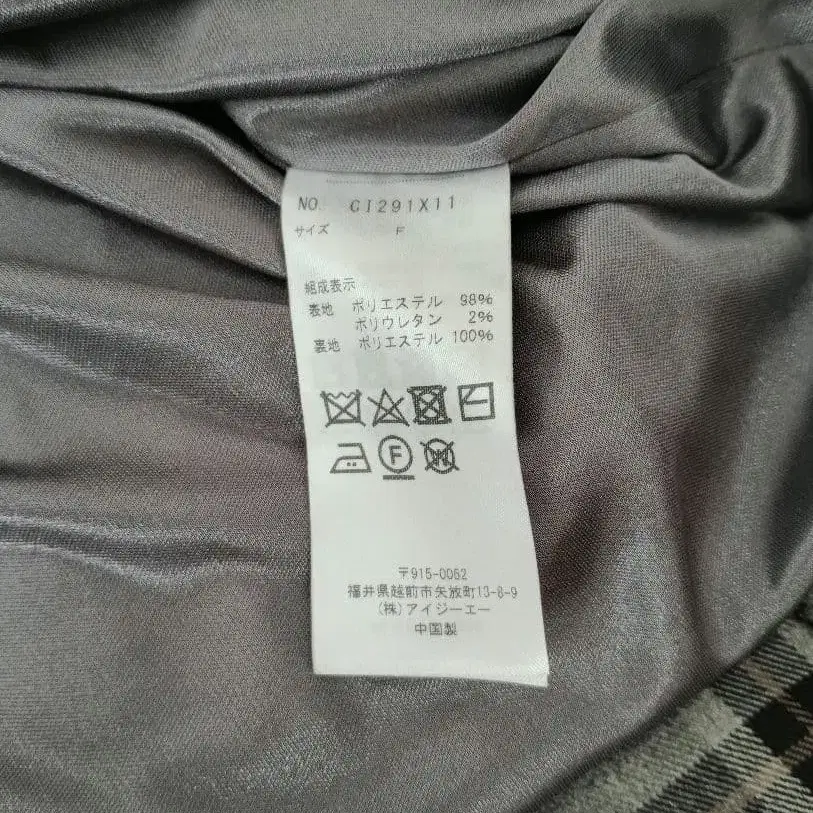 NO. CI291X11
サイズ F
組成表示
表地 ポリエステル 98%
ポリウレタン 2%
裏地 ポリエステル 100%
F
W
〒915-0052
福井県越前市矢放町13-8-9
(株)アイジーエー
中国製